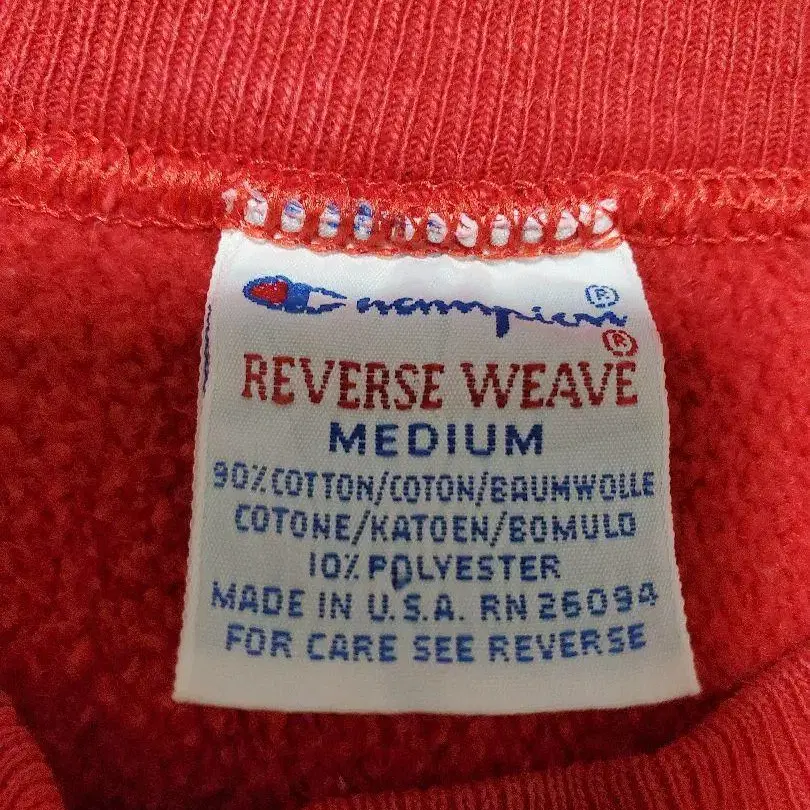 Champion®
REVERSE WEAVE®
MEDIUM
90% COTTON/COTON/BAUMWOLLE
COTONE/KATOEN/BOMULD
10% POLYESTER
MADE IN U.S.A. RN 26094
FOR CARE SEE REVERSE